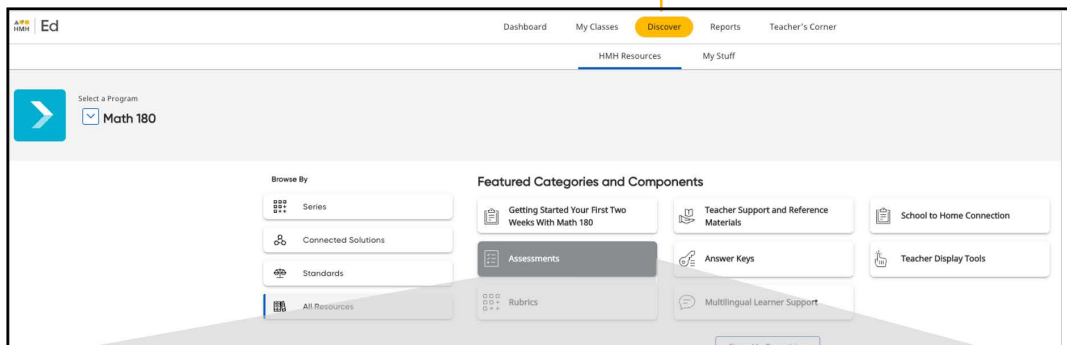 HMH Ed
Dashboard My Classes Discover Reports Teacher's Corner
HMH Resources My Stuff
Select a Program
Math 180
Browse By
Series
Connected Solutions
Standards
All Resources
Featured Categories and Components
Getting Started Your First Two
Weeks With Math 180
Teacher Support and Reference
Materials
School to Home Connection
Assessments
Answer Keys
Teacher Display Tools
Rubrics
Multilingual Learner Support